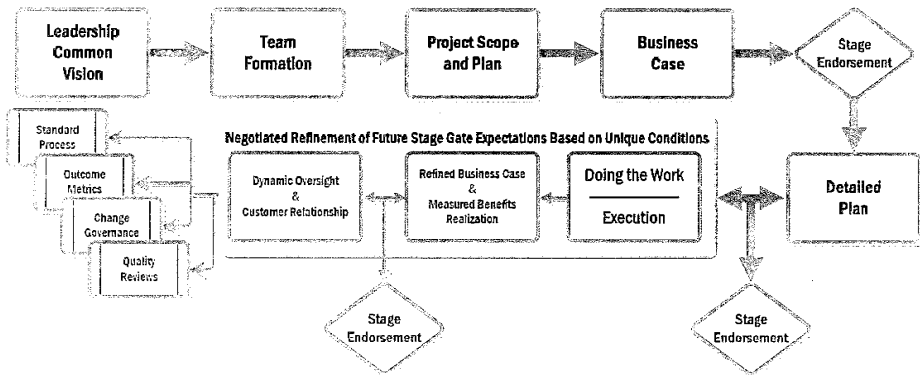 Leadership
Common
Vision
Team
Formation
Project Scope
and Plan
Business
Case
Stage
Endorsement
Standard
Process
Outcome
Metrics
Change
Governance
Quality
Reviews
Negotiated Refinement of Future Stage Gate Expectations Based on Unique Conditions
Dynamic Oversight
&
Customer Relationship
Refined Business Case
&
Measured Benefits
Realization
Doing the Work
Execution
Detailed
Plan
Stage
Endorsement
Stage
Endorsement